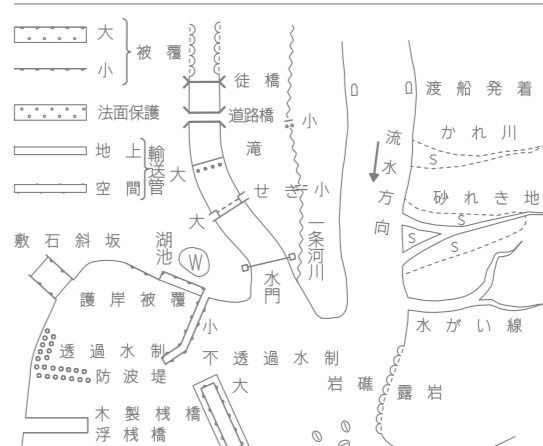 大
小
被覆
法面保護
地上
空間
輸送管
徒橋
道路橋
小
滝
大
せき
小
大
一条河川
水門
湖池
W
敷石斜坂
護岸被覆
小
透過水制
防波堤
不透過水制
大
木製桟橋
浮桟橋
渡船発着
かれ川
流水方向
S
砂れき地
S
S
S
水がい線
岩礁
露岩